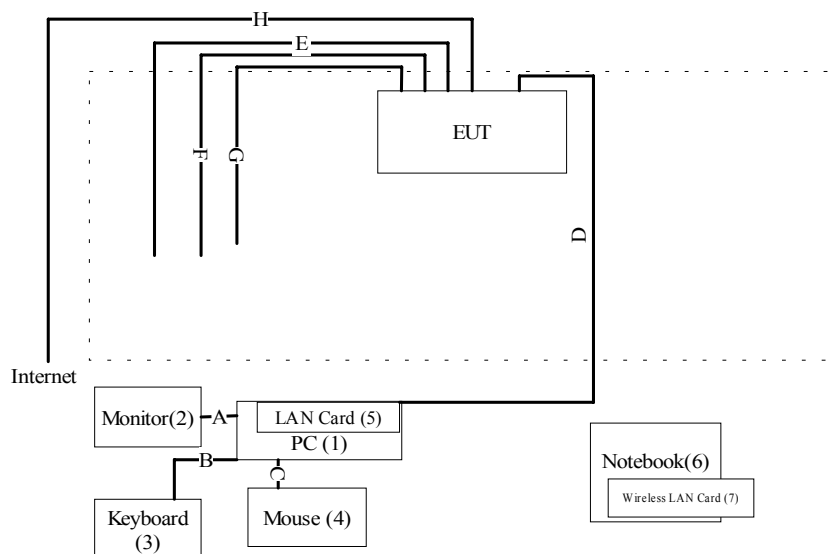 H
E
EUT
F
G
D
Internet
Monitor(2)
A
LAN Card (5)
PC (1)
B
C
Notebook(6)
Wireless LAN Card (7)
Keyboard
(3)
Mouse (4)